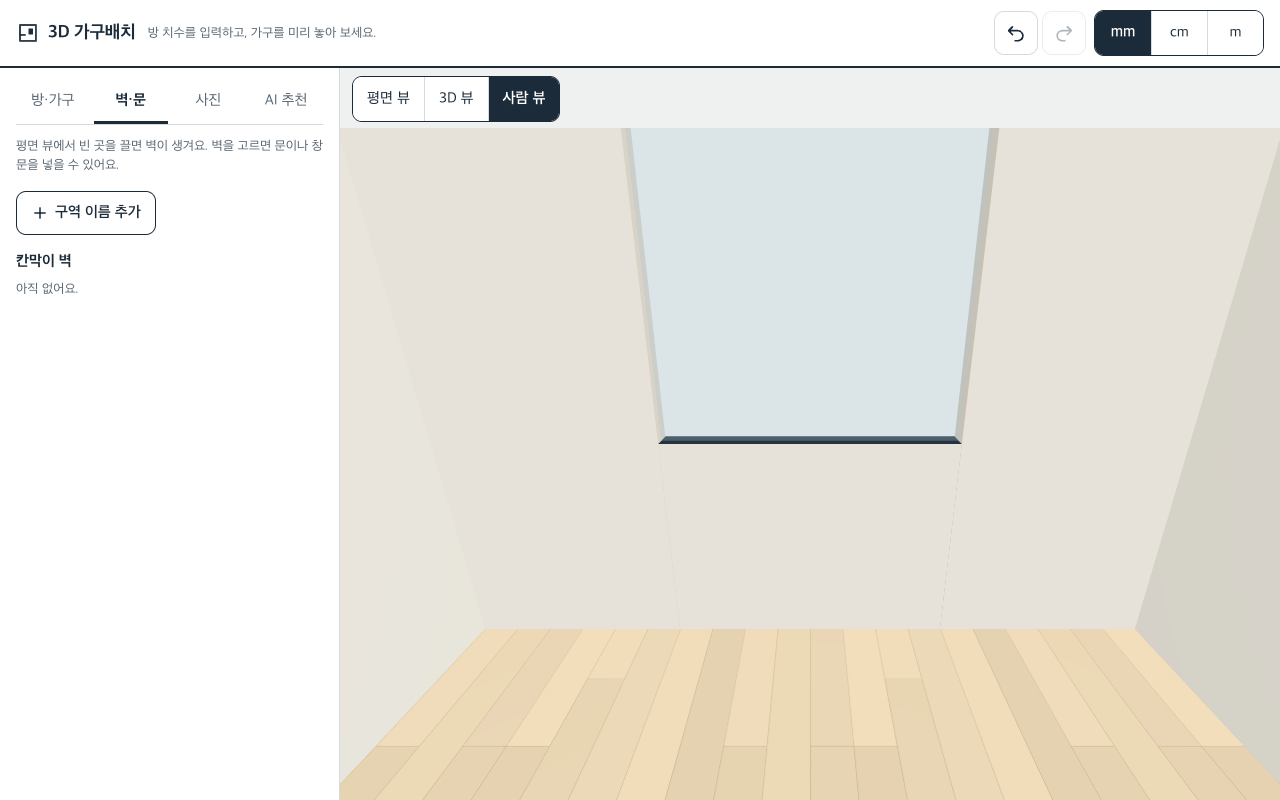 3D 가구배치 방 치수를 입력하고, 가구를 미리 놓아 보세요. mm cm m
방·가구 벽·문 사진 AI 추천
평면 뷰 3D 뷰 사람 뷰
평면 뷰에서 빈 곳을 끌면 벽이 생겨요. 벽을 고르면 문이나 창
문을 넣을 수 있어요.
구역 이름 추가
칸막이 벽
아직 없어요.